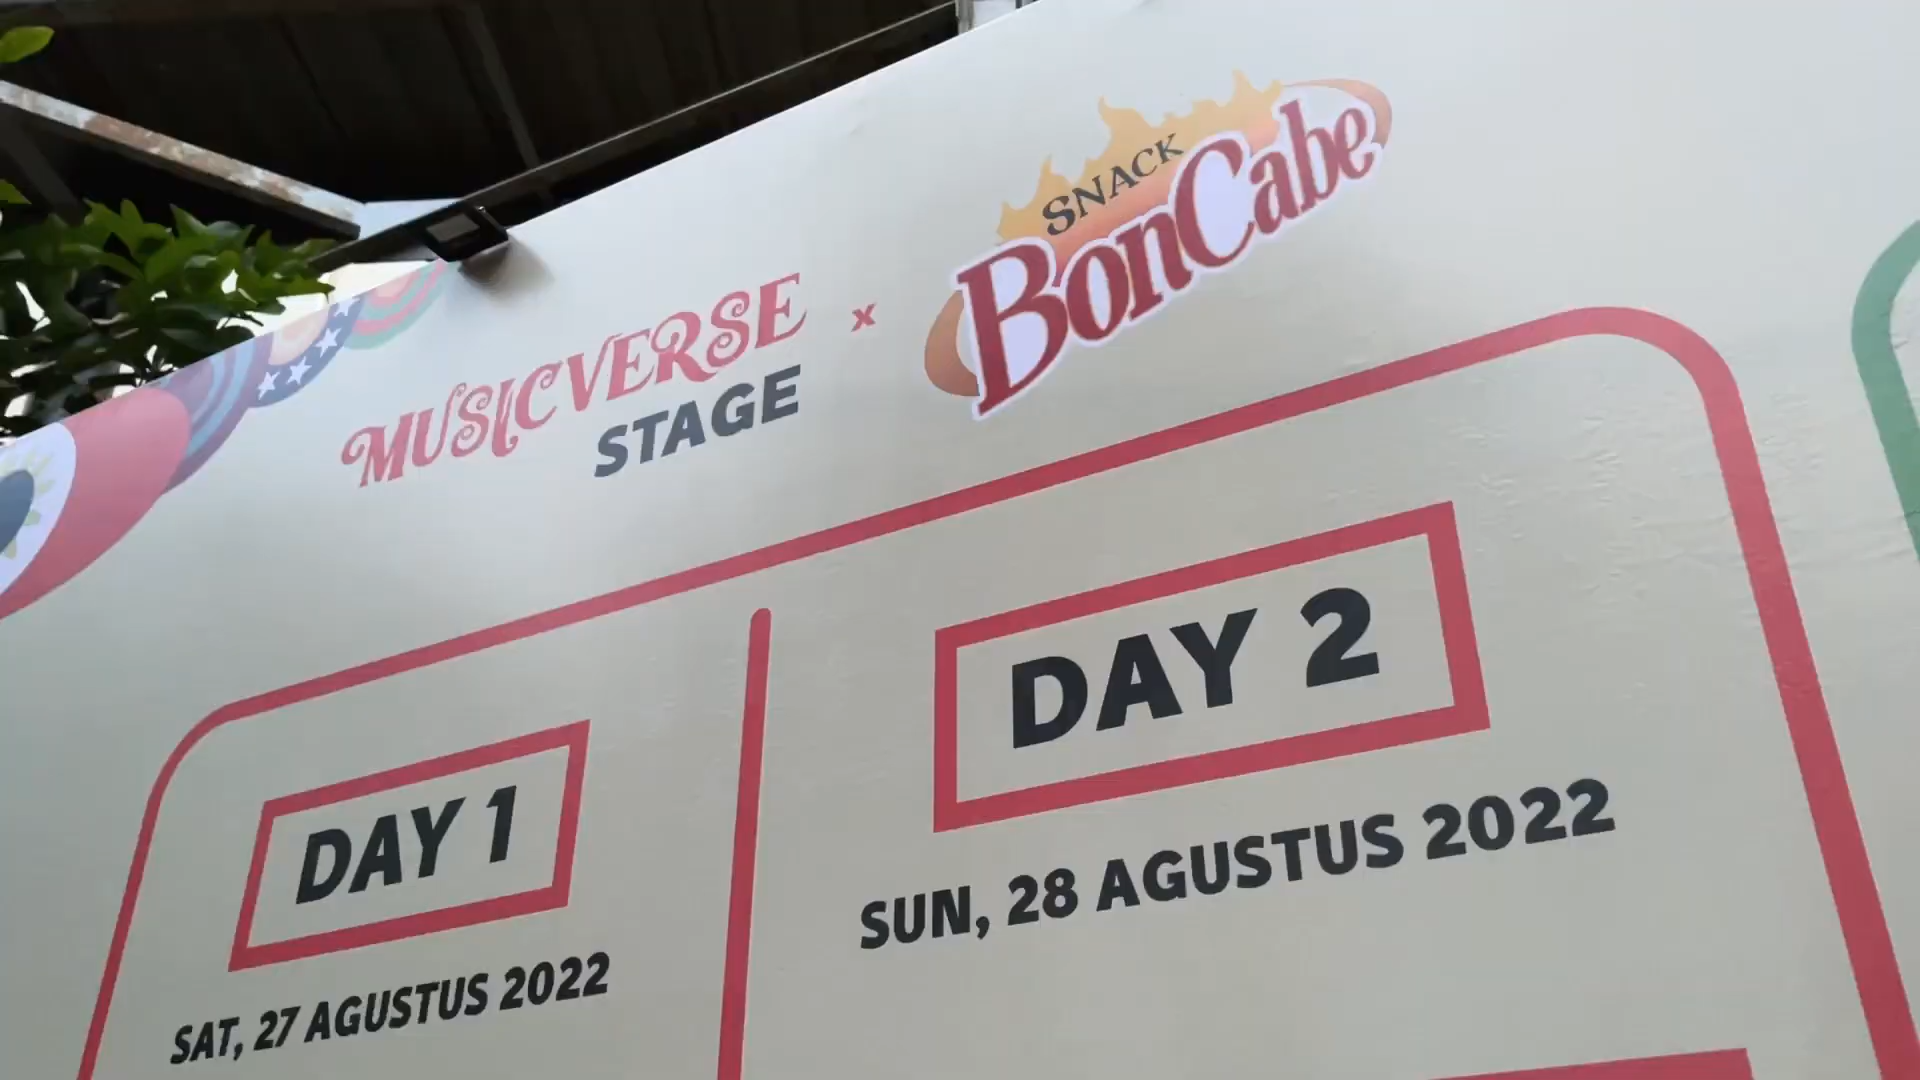 MUSICVERSE
STAGE
x
SNACK
BonCabe
DAY 1
SAT, 27 AGUSTUS 2022
DAY 2
SUN, 28 AGUSTUS 2022